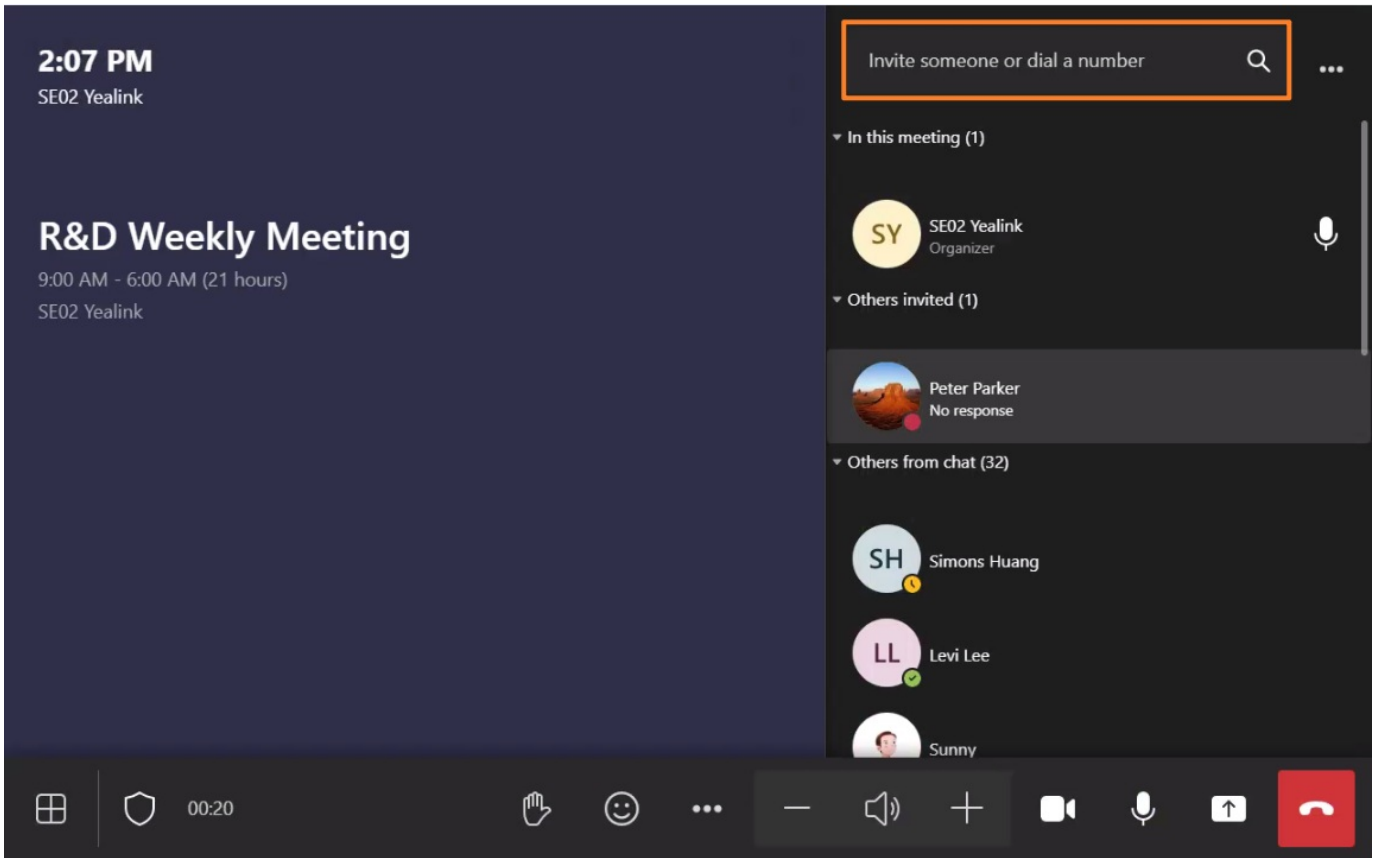 2:07 PM
SE02 Yealink
R&D Weekly Meeting
9:00 AM - 6:00 AM (21 hours)
SE02 Yealink
Invite someone or dial a number
In this meeting (1)
SY
SE02 Yealink
Organizer
Others invited (1)
Peter Parker
No response
Others from chat (32)
SH
Simons Huang
LL
Levi Lee
Sunny
00:20